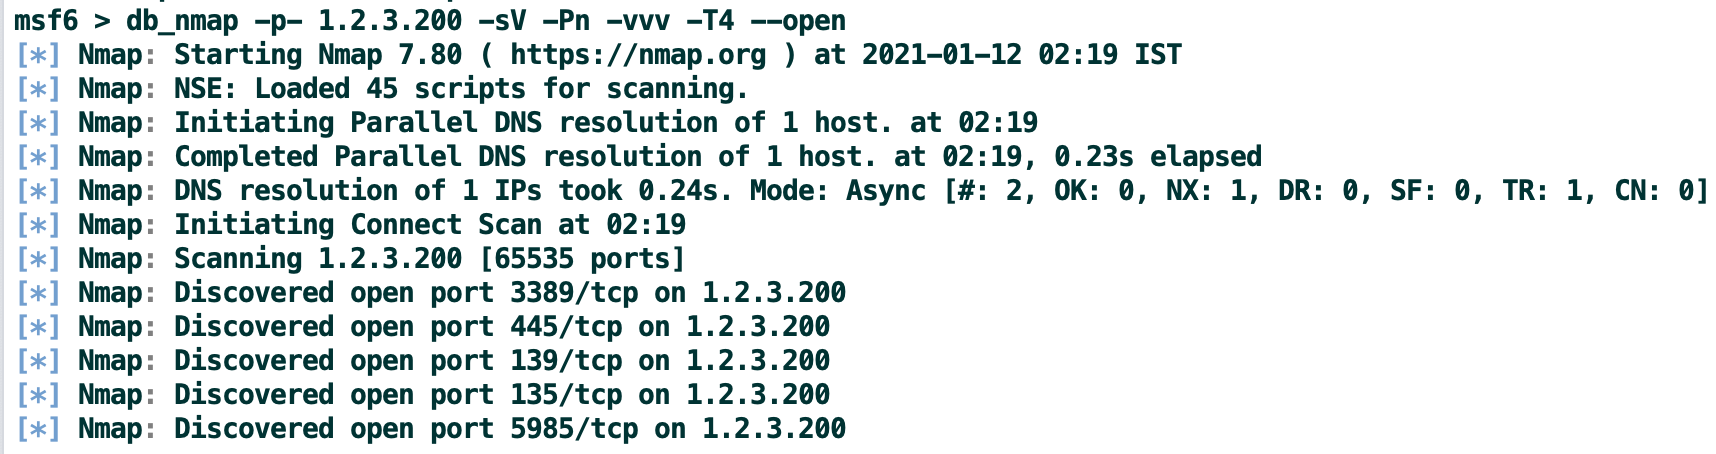 msf6 > db_nmap -p- 1.2.3.200 -sV -Pn -vvv -T4 --open
[*] Nmap: Starting Nmap 7.80 ( https://nmap.org ) at 2021-01-12 02:19 IST
[*] Nmap: NSE: Loaded 45 scripts for scanning.
[*] Nmap: Initiating Parallel DNS resolution of 1 host. at 02:19
[*] Nmap: Completed Parallel DNS resolution of 1 host. at 02:19, 0.23s elapsed
[*] Nmap: DNS resolution of 1 IPs took 0.24s. Mode: Async [#: 2, OK: 0, NX: 1, DR: 0, SF: 0, TR: 1, CN: 0]
[*] Nmap: Initiating Connect Scan at 02:19
[*] Nmap: Scanning 1.2.3.200 [65535 ports]
[*] Nmap: Discovered open port 3389/tcp on 1.2.3.200
[*] Nmap: Discovered open port 445/tcp on 1.2.3.200
[*] Nmap: Discovered open port 139/tcp on 1.2.3.200
[*] Nmap: Discovered open port 135/tcp on 1.2.3.200
[*] Nmap: Discovered open port 5985/tcp on 1.2.3.200